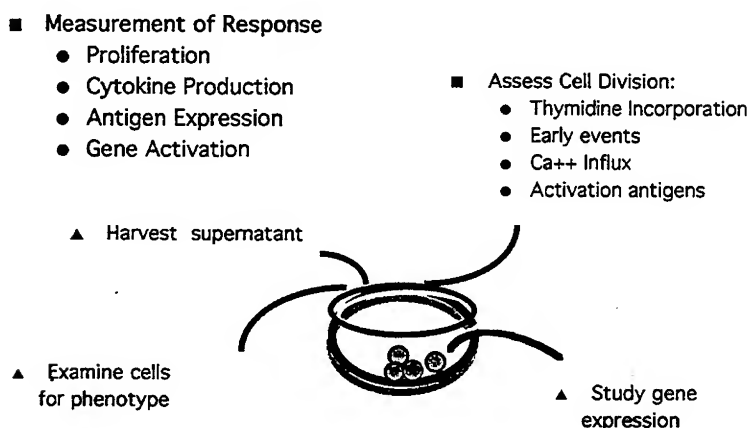 ■ Measurement of Response
● Proliferation
● Cytokine Production
● Antigen Expression
● Gene Activation
■ Assess Cell Division:
● Thymidine Incorporation
● Early events
● Ca++ Influx
● Activation antigens
▲ Harvest supernatant
▲ Examine cells
for phenotype
▲ Study gene
expression